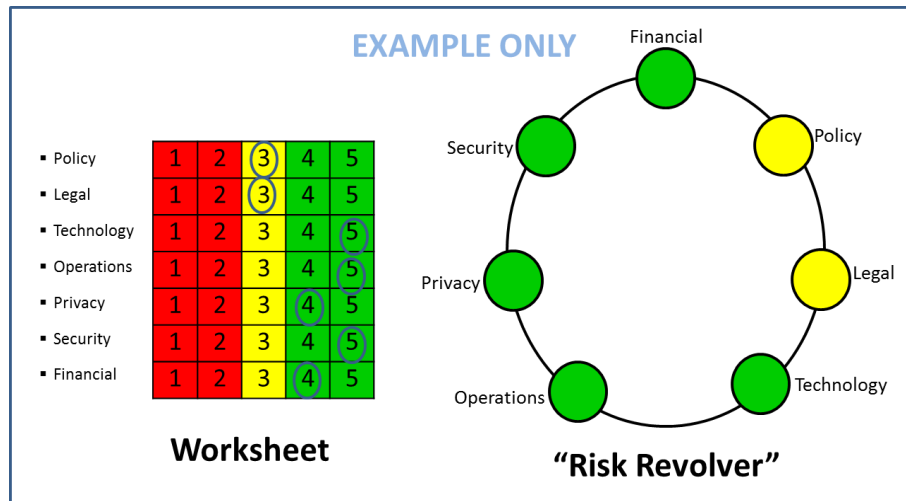 EXAMPLE ONLY
▪ Policy 1 2 3 4 5
▪ Legal 1 2 3 4 5
▪ Technology 1 2 3 4 5
▪ Operations 1 2 3 4 5
▪ Privacy 1 2 3 4 5
▪ Security 1 2 3 4 5
▪ Financial 1 2 3 4 5
Worksheet
Financial
Policy
Security
Legal
Privacy
Technology
Operations
“Risk Revolver”